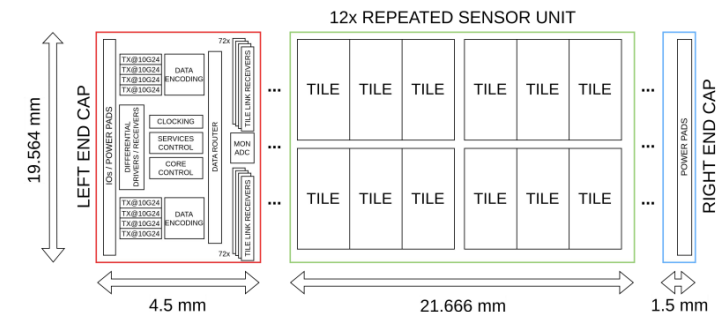 12x REPEATED SENSOR UNIT
19.564 mm
LEFT END CAP
IOs / POWER PADS
TX@10G24
TX@10G24
TX@10G24
TX@10G24
DATA
ENCODING
DIFFERENTIAL
DRIVERS / RECEIVERS
CLOCKING
SERVICES
CONTROL
CORE
CONTROL
TX@10G24
TX@10G24
TX@10G24
TX@10G24
DATA
ENCODING
DATA ROUTER
72x
TILE LINK RECEIVERS
MON
ADC
TILE LINK RECEIVERS
72x
...
...
...
TILE TILE TILE TILE TILE TILE
TILE TILE TILE TILE TILE TILE
...
...
...
POWER PADS
RIGHT END CAP
4.5 mm
21.666 mm
1.5 mm